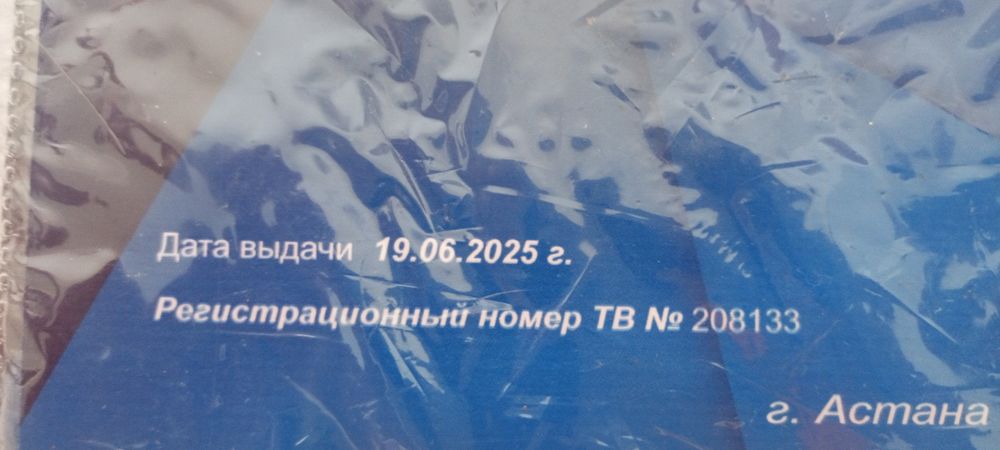 Дата выдачи 19.06.2025 г.
Регистрационный номер ТВ № 208133
г. Астана